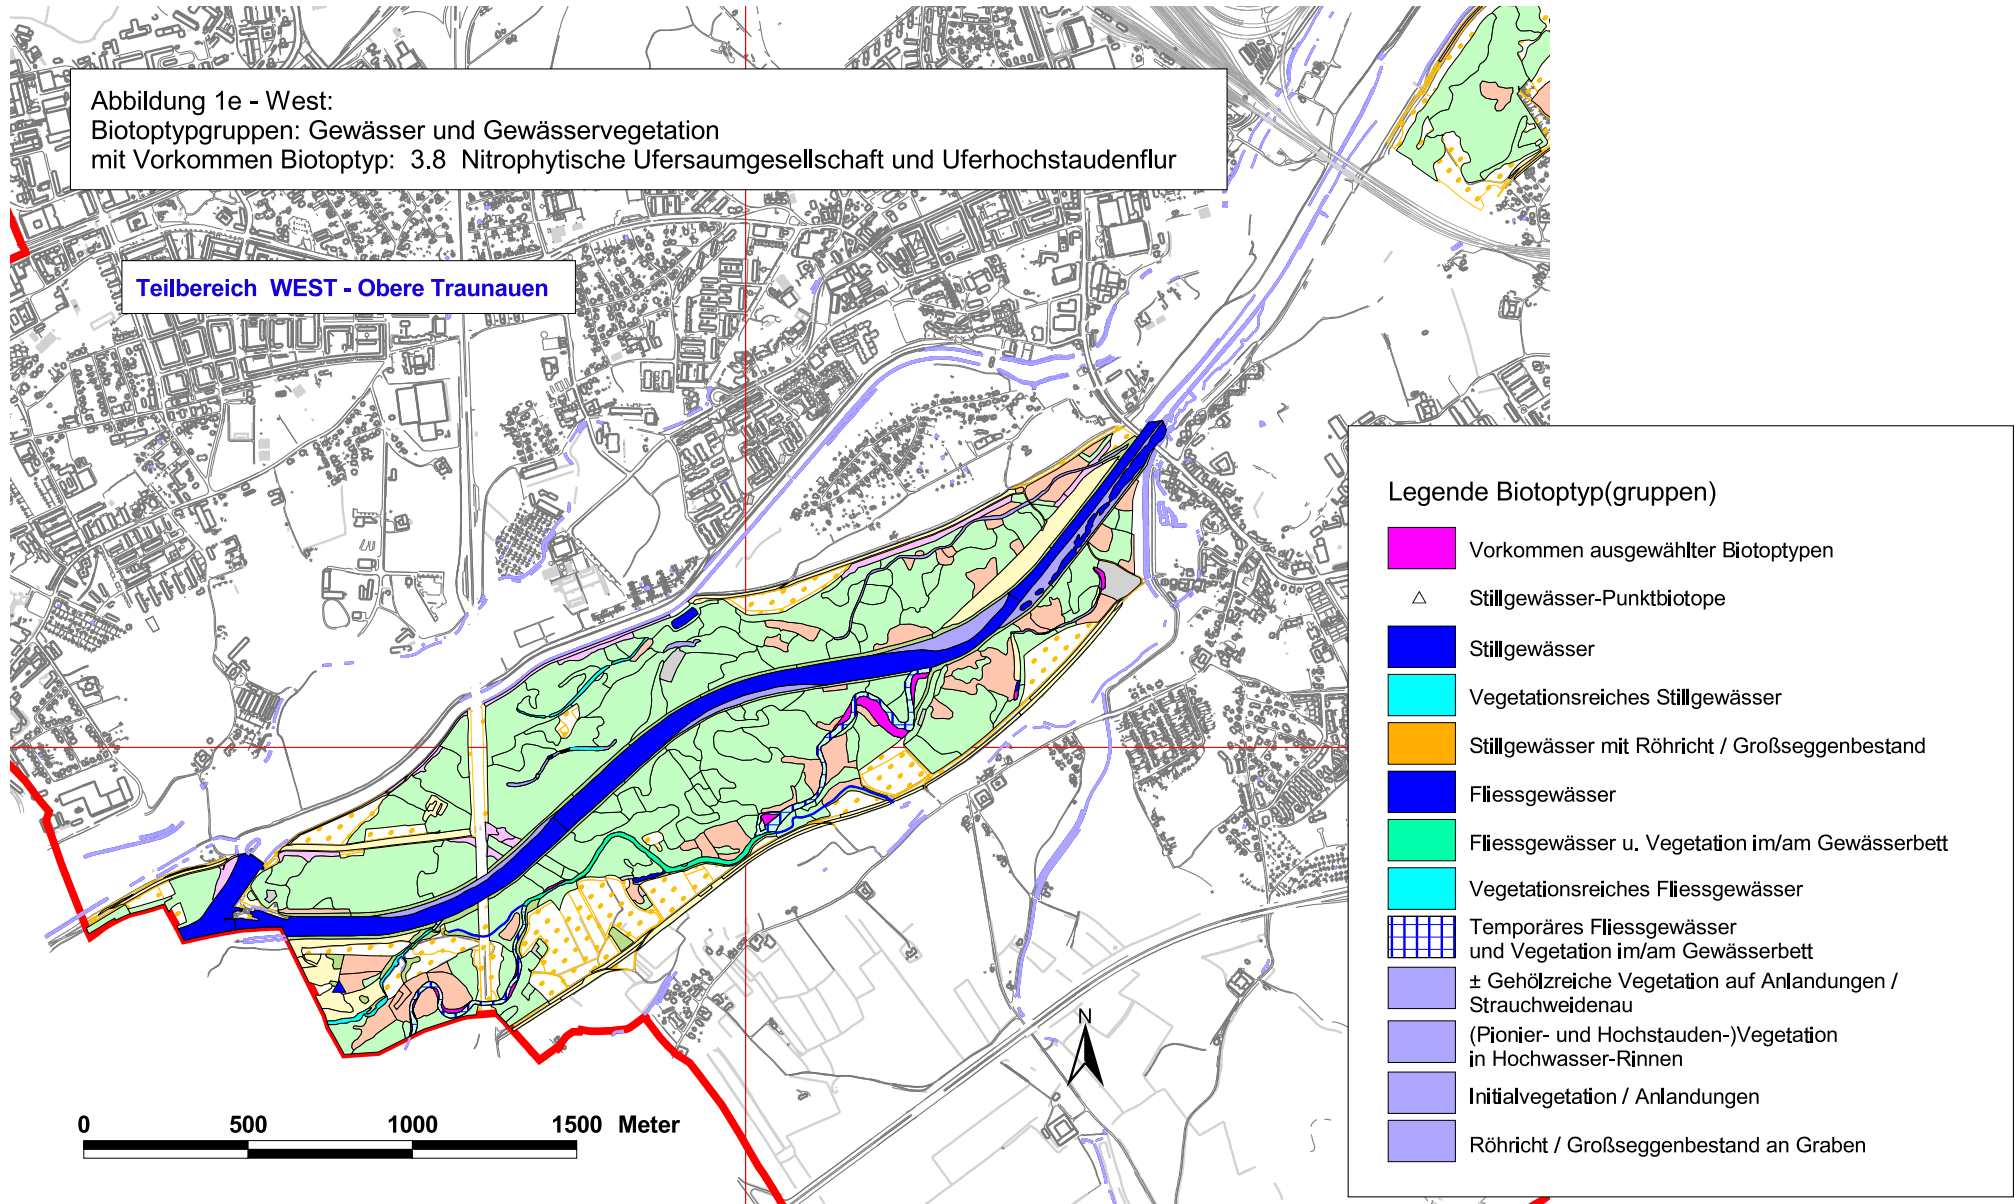 Abbildung 1e - West:
Biotoptypgruppen: Gewässer und Gewässervegetation
mit Vorkommen Biotoptyp:  3.8  Nitrophytische Ufersaumgesellschaft und Uferhochstaudenflur
Teilbereich  WEST - Obere Traunauen
Legende Biotoptyp(gruppen)
Vorkommen ausgewählter Biotoptypen
Stillgewässer-Punktbiotope
Stillgewässer
Vegetationsreiches Stillgewässer
Stillgewässer mit Röhricht / Großseggenbestand
Fliessgewässer
Fliessgewässer u. Vegetation im/am Gewässerbett
Vegetationsreiches Fliessgewässer
Temporäres Fliessgewässer
und Vegetation im/am Gewässerbett
± Gehölzreiche Vegetation auf Anlandungen /
Strauchweidenau
(Pionier- und Hochstauden-)Vegetation
in Hochwasser-Rinnen
Initialvegetation / Anlandungen
Röhricht / Großseggenbestand an Graben
N
0 500 1000 1500 Meter